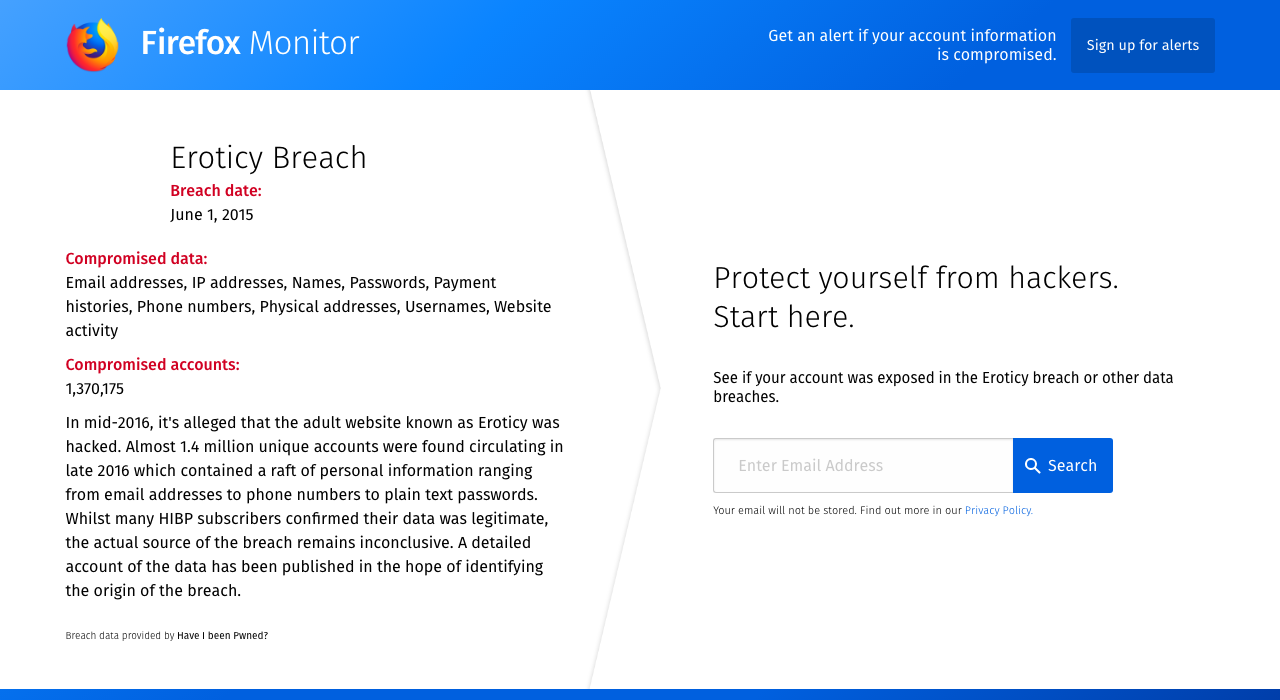 Firefox Monitor
Get an alert if your account information
is compromised.
Sign up for alerts
Eroticy Breach
Breach date:
June 1, 2015
Compromised data:
Email addresses, IP addresses, Names, Passwords, Payment
histories, Phone numbers, Physical addresses, Usernames, Website
activity
Compromised accounts:
1,370,175
In mid-2016, it's alleged that the adult website known as Eroticy was
hacked. Almost 1.4 million unique accounts were found circulating in
late 2016 which contained a raft of personal information ranging
from email addresses to phone numbers to plain text passwords.
Whilst many HIBP subscribers confirmed their data was legitimate,
the actual source of the breach remains inconclusive. A detailed
account of the data has been published in the hope of identifying
the origin of the breach.
Breach data provided by Have I been Pwned?
Protect yourself from hackers.
Start here.
See if your account was exposed in the Eroticy breach or other data
breaches.
Enter Email Address
Search
Your email will not be stored. Find out more in our Privacy Policy.